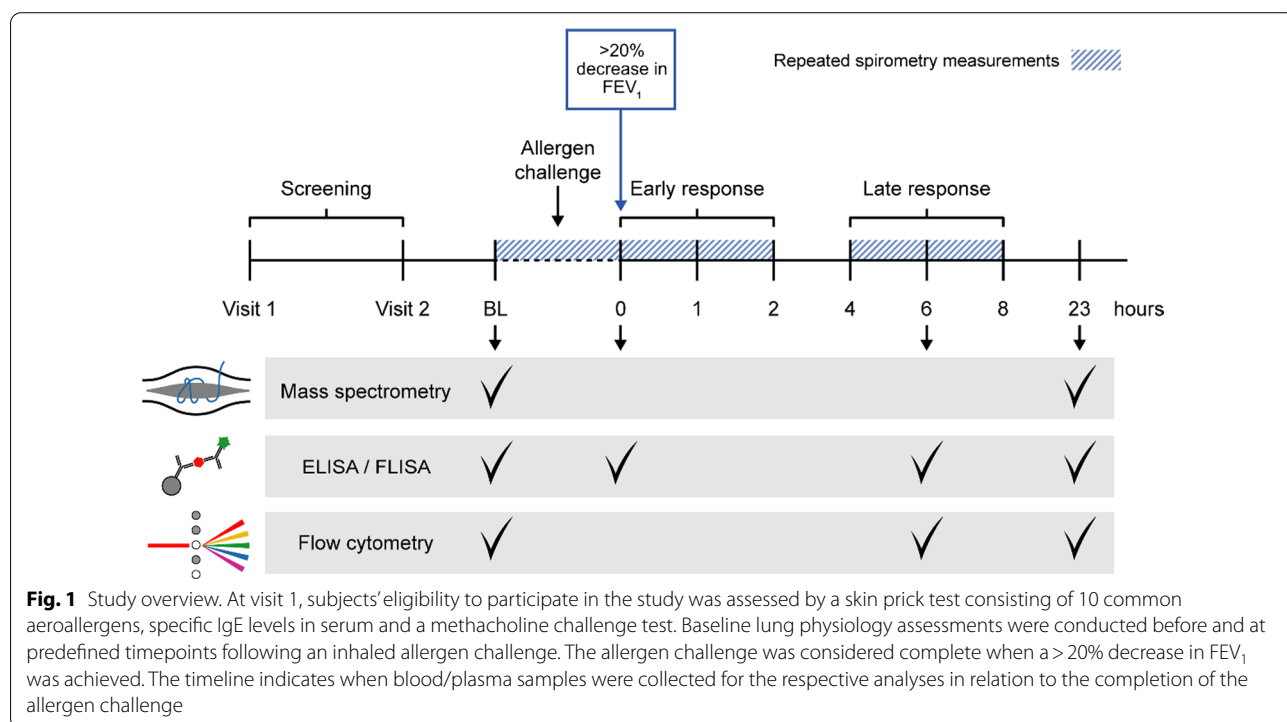 >20%
decrease in
FEV₁
Repeated spirometry measurements
Allergen
challenge
Screening
Early response
Late response
Visit 1 Visit 2 BL 0 1 2 4 6 8 23 hours
Mass spectrometry
ELISA / FLISA
Flow cytometry
Fig. 1 Study overview. At visit 1, subjects' eligibility to participate in the study was assessed by a skin prick test consisting of 10 common
aeroallergens, specific IgE levels in serum and a methacholine challenge test. Baseline lung physiology assessments were conducted before and at
predefined timepoints following an inhaled allergen challenge. The allergen challenge was considered complete when a > 20% decrease in FEV₁
was achieved. The timeline indicates when blood/plasma samples were collected for the respective analyses in relation to the completion of the
allergen challenge